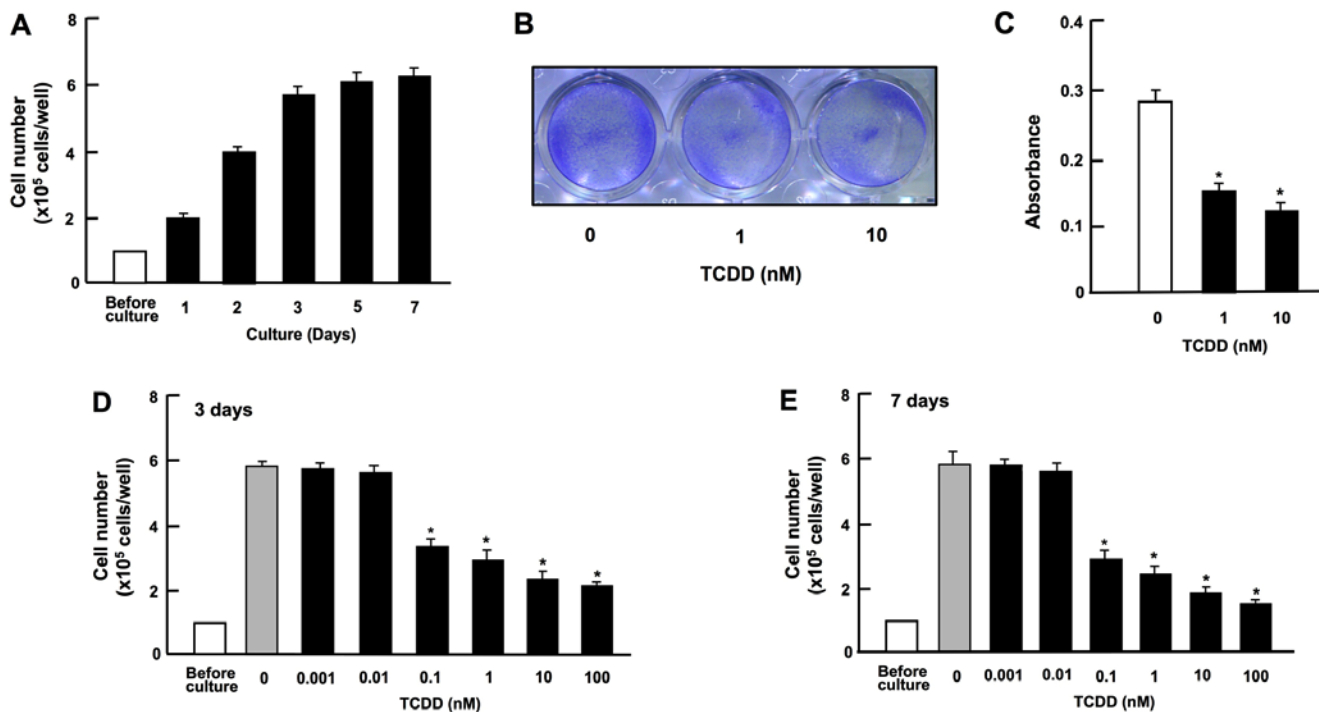 A
Cell number
(x10⁵ cells/well)
8
6
4
2
0
Before
culture
1
2
3
5
7
Culture (Days)
B
0
1
10
TCDD (nM)
C
Absorbance
0.4
0.3
0.2
0.1
0
*
*
0
1
10
TCDD (nM)
D
3 days
Cell number
(x10⁵ cells/well)
8
6
4
2
0
*
*
*
*
Before
culture
0
0.001
0.01
0.1
1
10
100
TCDD (nM)
E
7 days
Cell number
(x10⁵ cells/well)
8
6
4
2
0
*
*
*
*
Before
culture
0
0.001
0.01
0.1
1
10
100
TCDD (nM)